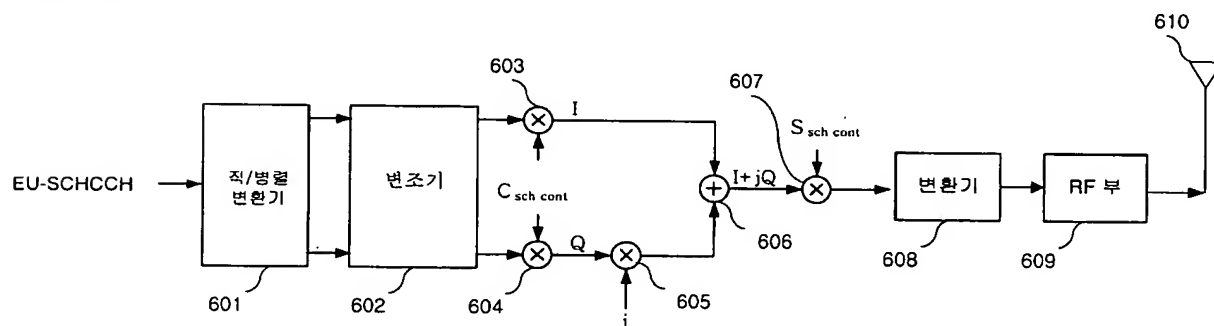 610
603
I
607
S sch cont
EU-SCHCCH
직/병렬
변환기
변조기
C sch cont
I+jQ
변환기
RF 부
606
608
609
Q
601
602
604
605
j